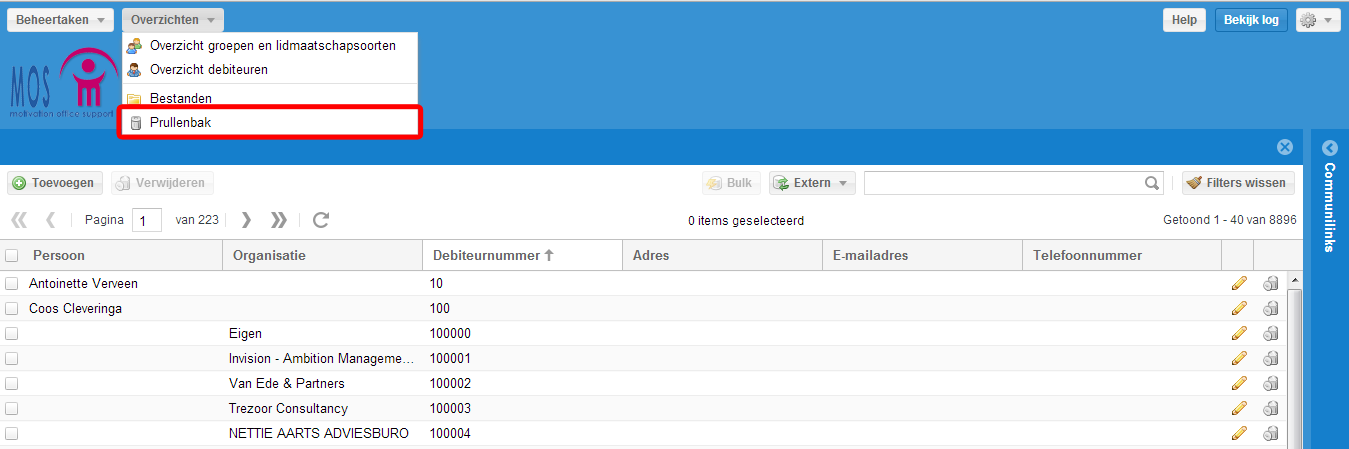 Beheertaken Overzichten Help Bekijk log
Overzicht groepen en lidmaatschapsoorten
Overzicht debiteuren
Bestanden
Prullenbak
MOS
motivation office support
Communilinks
Toevoegen Verwijderen Bulk Extern Filters wissen
Pagina 1 van 223 0 items geselecteerd Getoond 1 - 40 van 8896
Persoon Organisatie Debiteurnummer Adres E-mailadres Telefoonnummer
Antoinette Verveen 10
Coos Cleveringa 100
Eigen 100000
Invision - Ambition Manageme... 100001
Van Ede & Partners 100002
Trezoor Consultancy 100003
NETTIE AARTS ADVIESBURO 100004